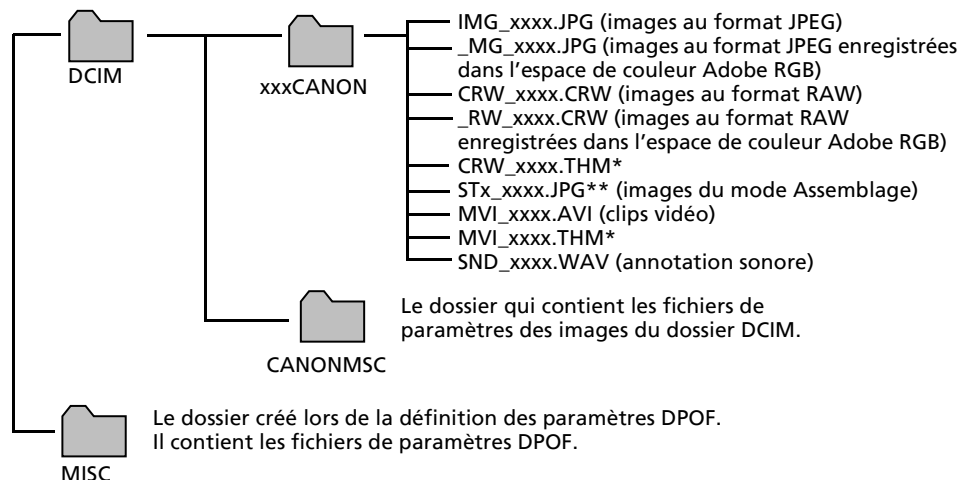 DCIM
xxxCANON
IMG_xxxx.JPG (images au format JPEG)
_MG_xxxx.JPG (images au format JPEG enregistrées
dans l'espace de couleur Adobe RGB)
CRW_xxxx.CRW (images au format RAW)
_RW_xxxx.CRW (images au format RAW
enregistrées dans l'espace de couleur Adobe RGB)
CRW_xxxx.THM*
STx_xxxx.JPG** (images du mode Assemblage)
MVI_xxxx.AVI (clips vidéo)
MVI_xxxx.THM*
SND_xxxx.WAV (annotation sonore)
CANONMSC
Le dossier qui contient les fichiers de
paramètres des images du dossier DCIM.
MISC
Le dossier créé lors de la définition des paramètres DPOF.
Il contient les fichiers de paramètres DPOF.